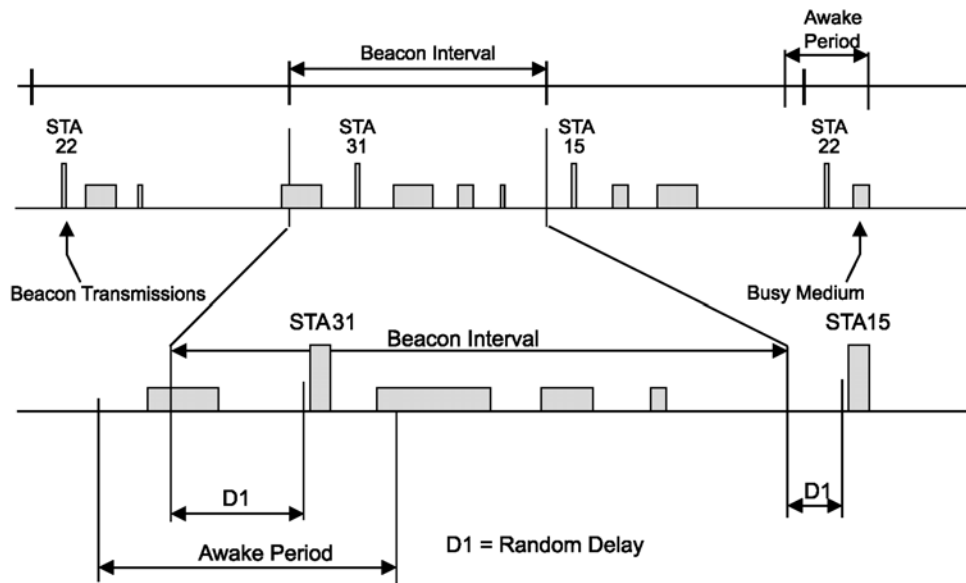 Awake
Period
Beacon Interval
STA
22
STA
31
STA
15
STA
22
Beacon Transmissions
Busy Medium
STA31
STA15
Beacon Interval
D1
D1
Awake Period
D1 = Random Delay